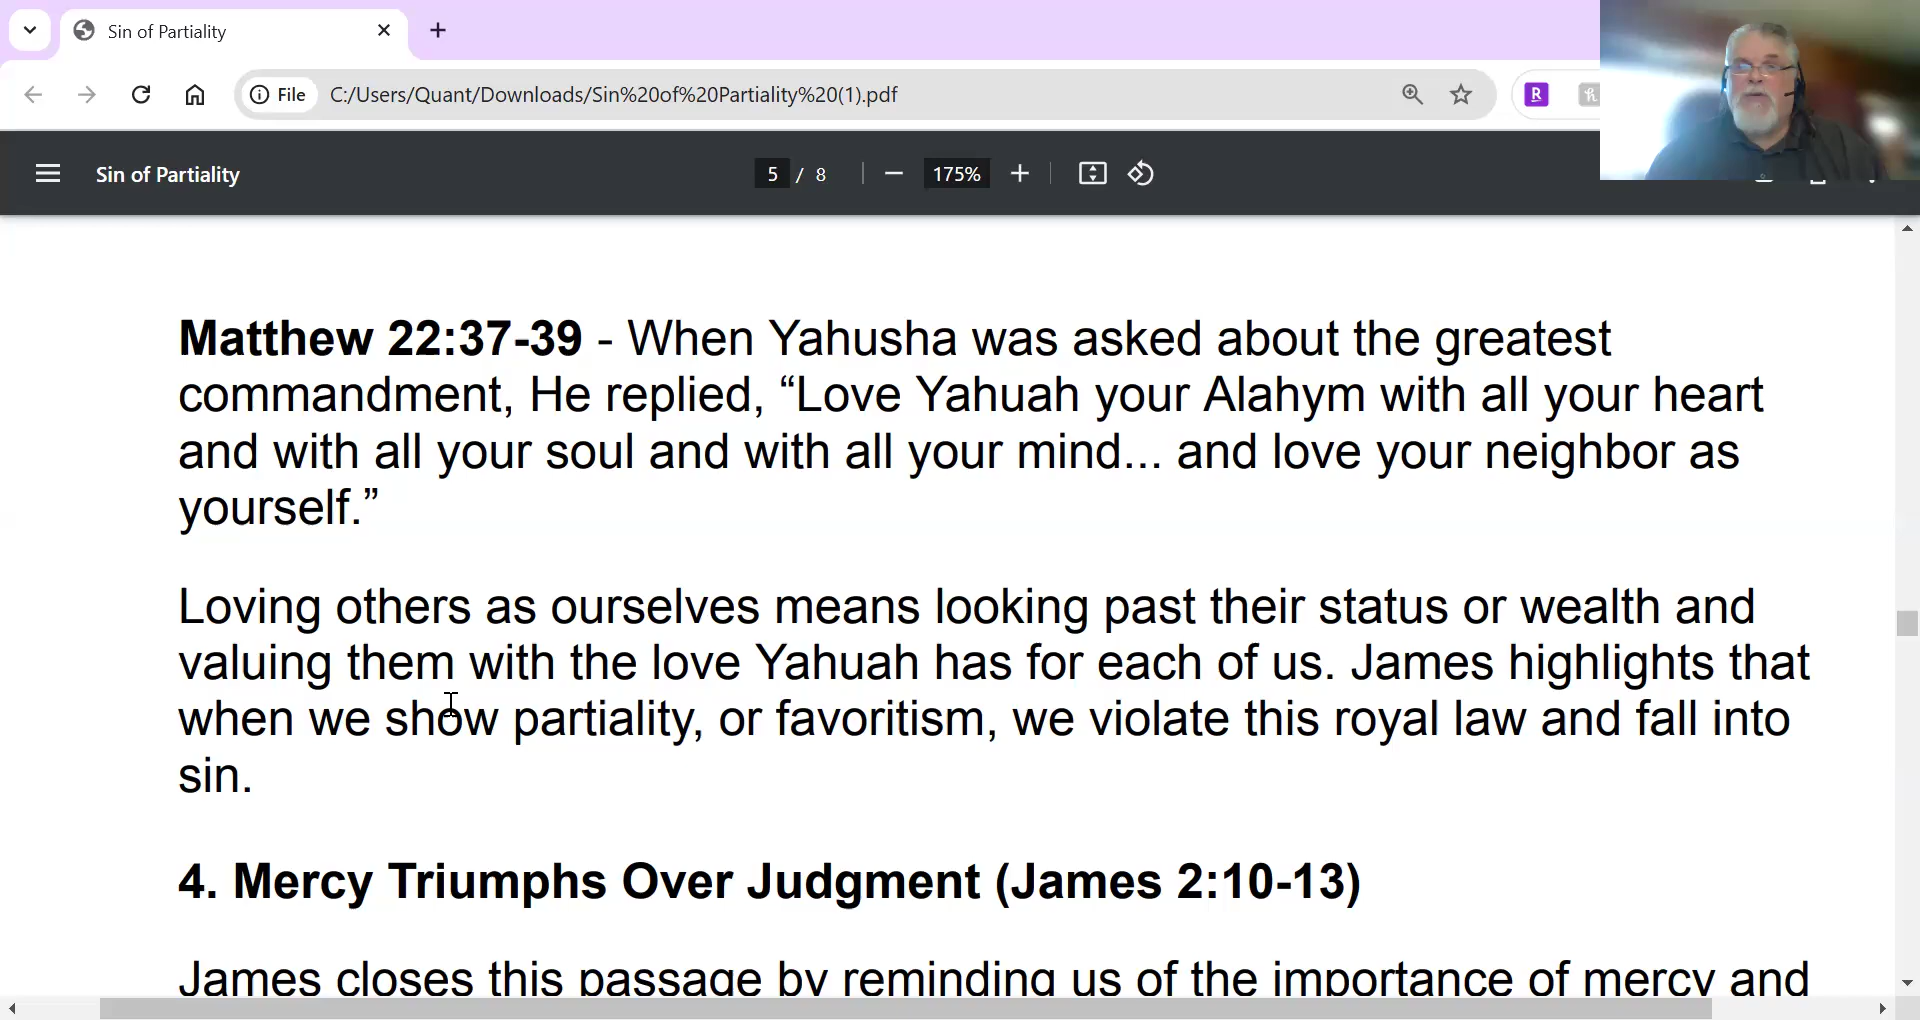 Sin of Partiality
File
C:/Users/Quant/Downloads/Sin%20of%20Partiality%20(1).pdf
R
h
Sin of Partiality
5 / 8
175%
Matthew 22:37-39 - When Yahusha was asked about the greatest
commandment, He replied, “Love Yahuah your Alahym with all your heart
and with all your soul and with all your mind... and love your neighbor as
yourself.”
Loving others as ourselves means looking past their status or wealth and
valuing them with the love Yahuah has for each of us. James highlights that
when we show partiality, or favoritism, we violate this royal law and fall into
sin.
4. Mercy Triumphs Over Judgment (James 2:10-13)
James closes this passage by reminding us of the importance of mercy and